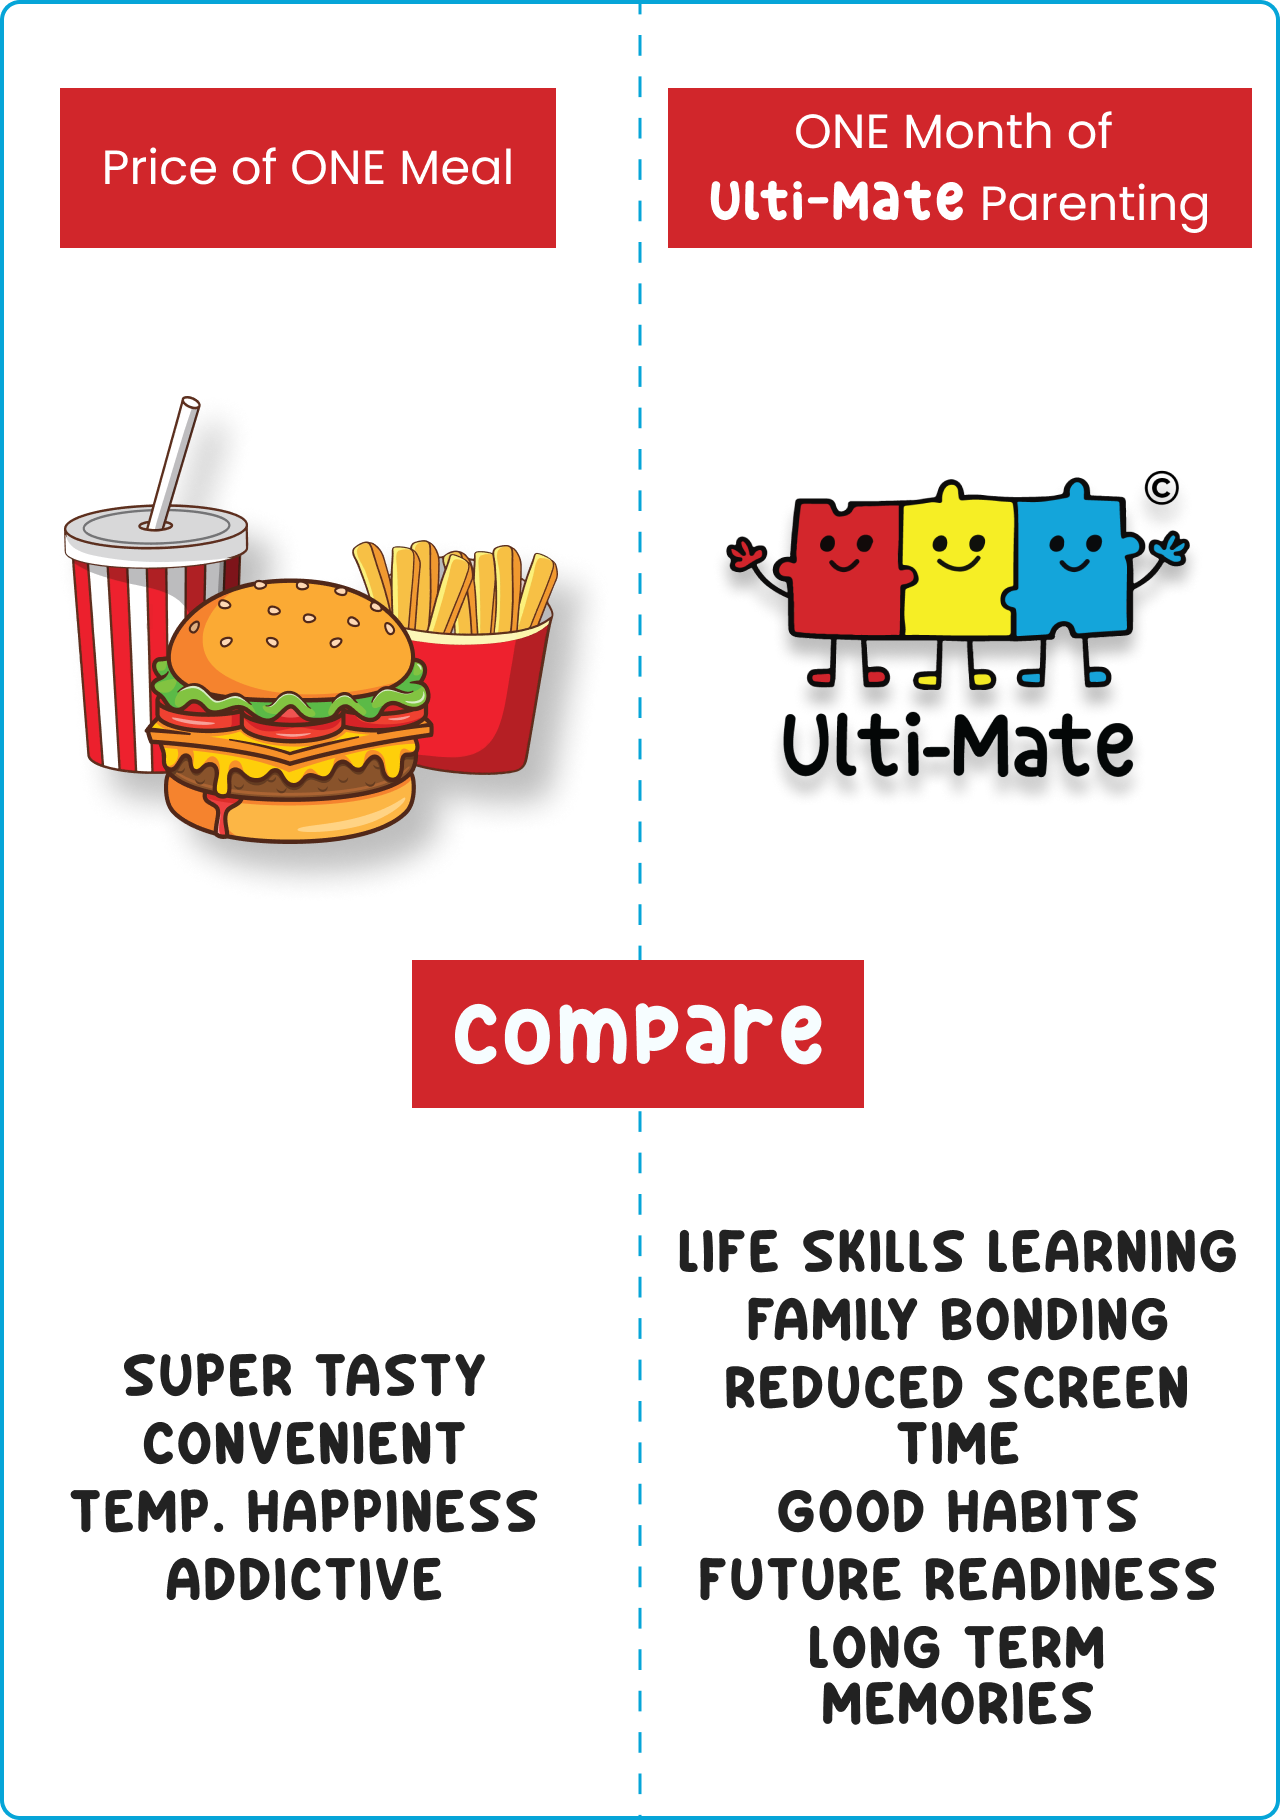 Price of ONE Meal
ONE Month of
Ulti-Mate Parenting
©
Ulti-Mate
compare
SUPER TASTY
CONVENIENT
TEMP. HAPPINESS
ADDICTIVE
LIFE SKILLS LEARNING
FAMILY BONDING
REDUCED SCREEN
TIME
GOOD HABITS
FUTURE READINESS
LONG TERM
MEMORIES